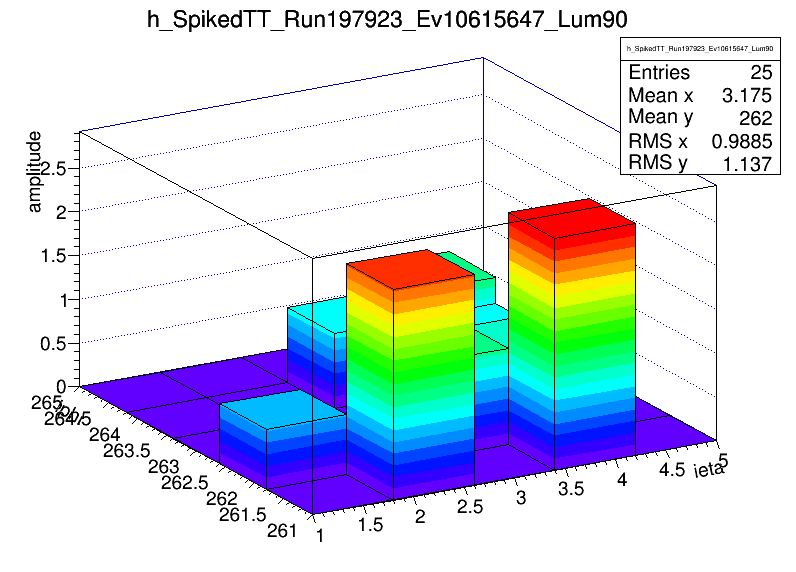 h_SpikedTT_Run197923_Ev10615647_Lum90
h_SpikedTT_Run197923_Ev10615647_Lum90
Entries 25
Mean x 3.175
Mean y 262
RMS x 0.9885
RMS y 1.137
amplitude
2.5
2
1.5
1
0.5
0
265
264.5
264
263.5
263
262.5
262
261.5
261
1
1.5
2
2.5
3
3.5
4
4.5
5
ieta